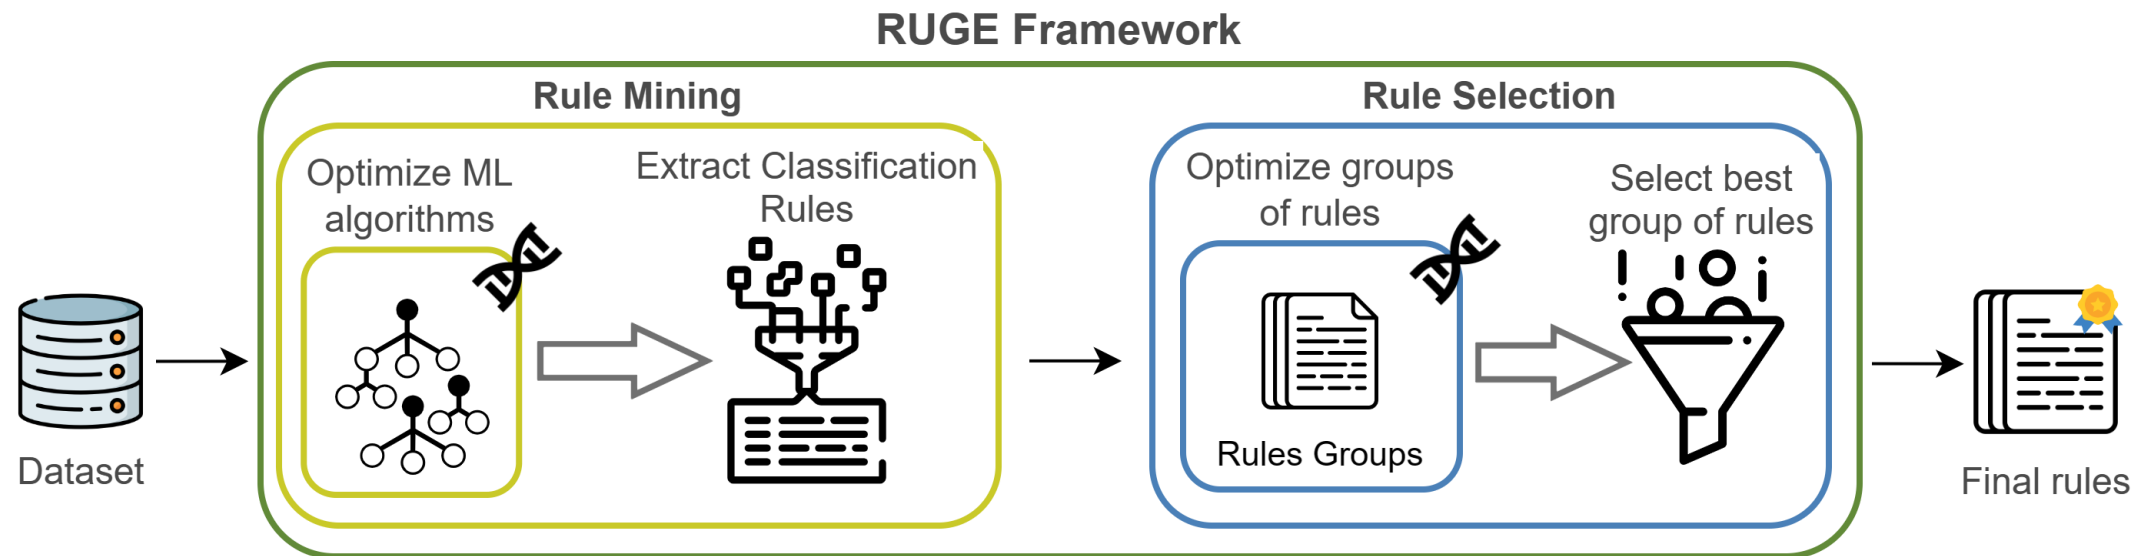 RUGE Framework
Rule Mining
Rule Selection
Optimize ML
algorithms
Extract Classification
Rules
Optimize groups
of rules
Select best
group of rules
Rules Groups
Dataset
Final rules